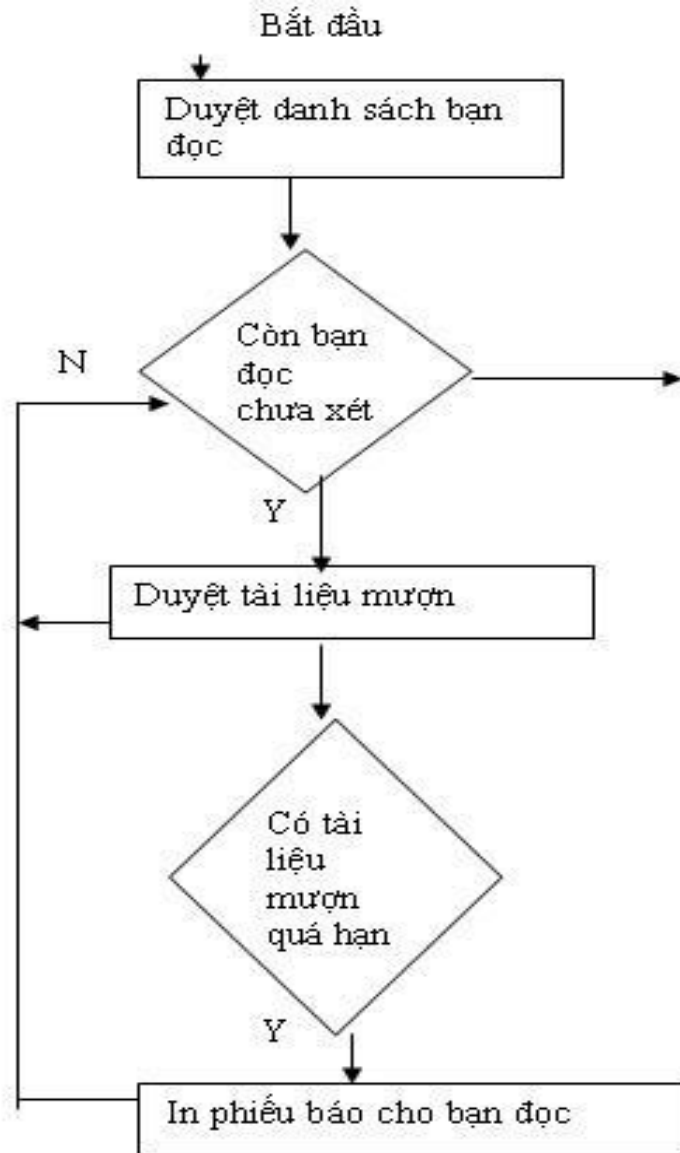 Bắt đầu
Duyệt danh sách bạn
đọc
Còn bạn
đọc
chưa xét
N
Y
Duyệt tài liệu mượn
Có tài
liệu
mượn
quá hạn
Y
In phiếu báo cho bạn đọc